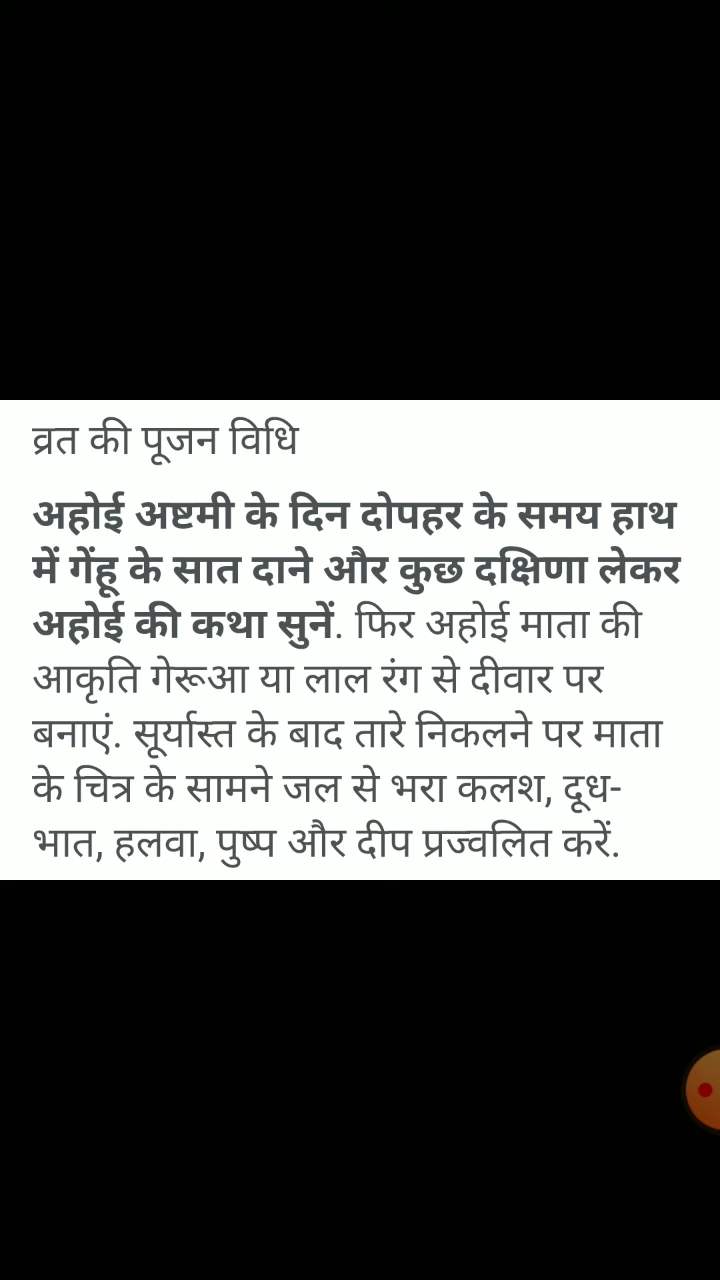 व्रत की पूजन विधि
अहोई अष्टमी के दिन दोपहर के समय हाथ
में गेंहू के सात दाने और कुछ दक्षिणा लेकर
अहोई की कथा सुनें. फिर अहोई माता की
आकृति गेरूआ या लाल रंग से दीवार पर
बनाएं. सूर्यास्त के बाद तारे निकलने पर माता
के चित्र के सामने जल से भरा कलश, दूध-
भात, हलवा, पुष्प और दीप प्रज्वलित करें.